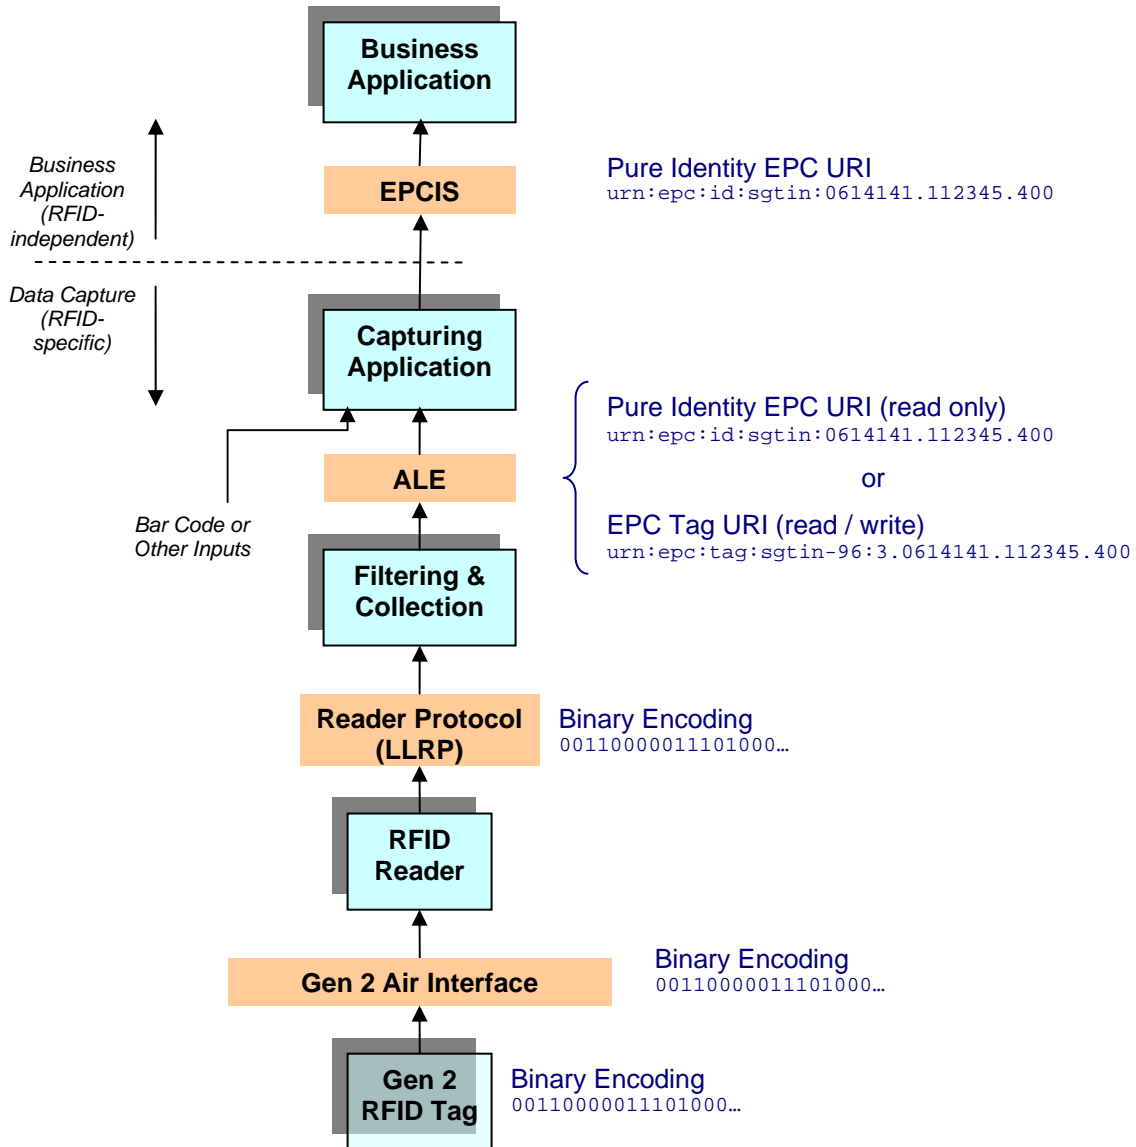 Business
Application
Business
Application
(RFID-
independent)
EPCIS
Pure Identity EPC URI
urn:epc:id:sgtin:0614141.112345.400
Data Capture
(RFID-
specific)
Capturing
Application
Pure Identity EPC URI (read only)
urn:epc:id:sgtin:0614141.112345.400
ALE
or
Bar Code or
Other Inputs
EPC Tag URI (read / write)
urn:epc:tag:sgtin-96:3.0614141.112345.400
Filtering &
Collection
Reader Protocol
(LLRP)
Binary Encoding
00110000011101000…
RFID
Reader
Gen 2 Air Interface
Binary Encoding
00110000011101000…
Gen 2
RFID Tag
Binary Encoding
00110000011101000…